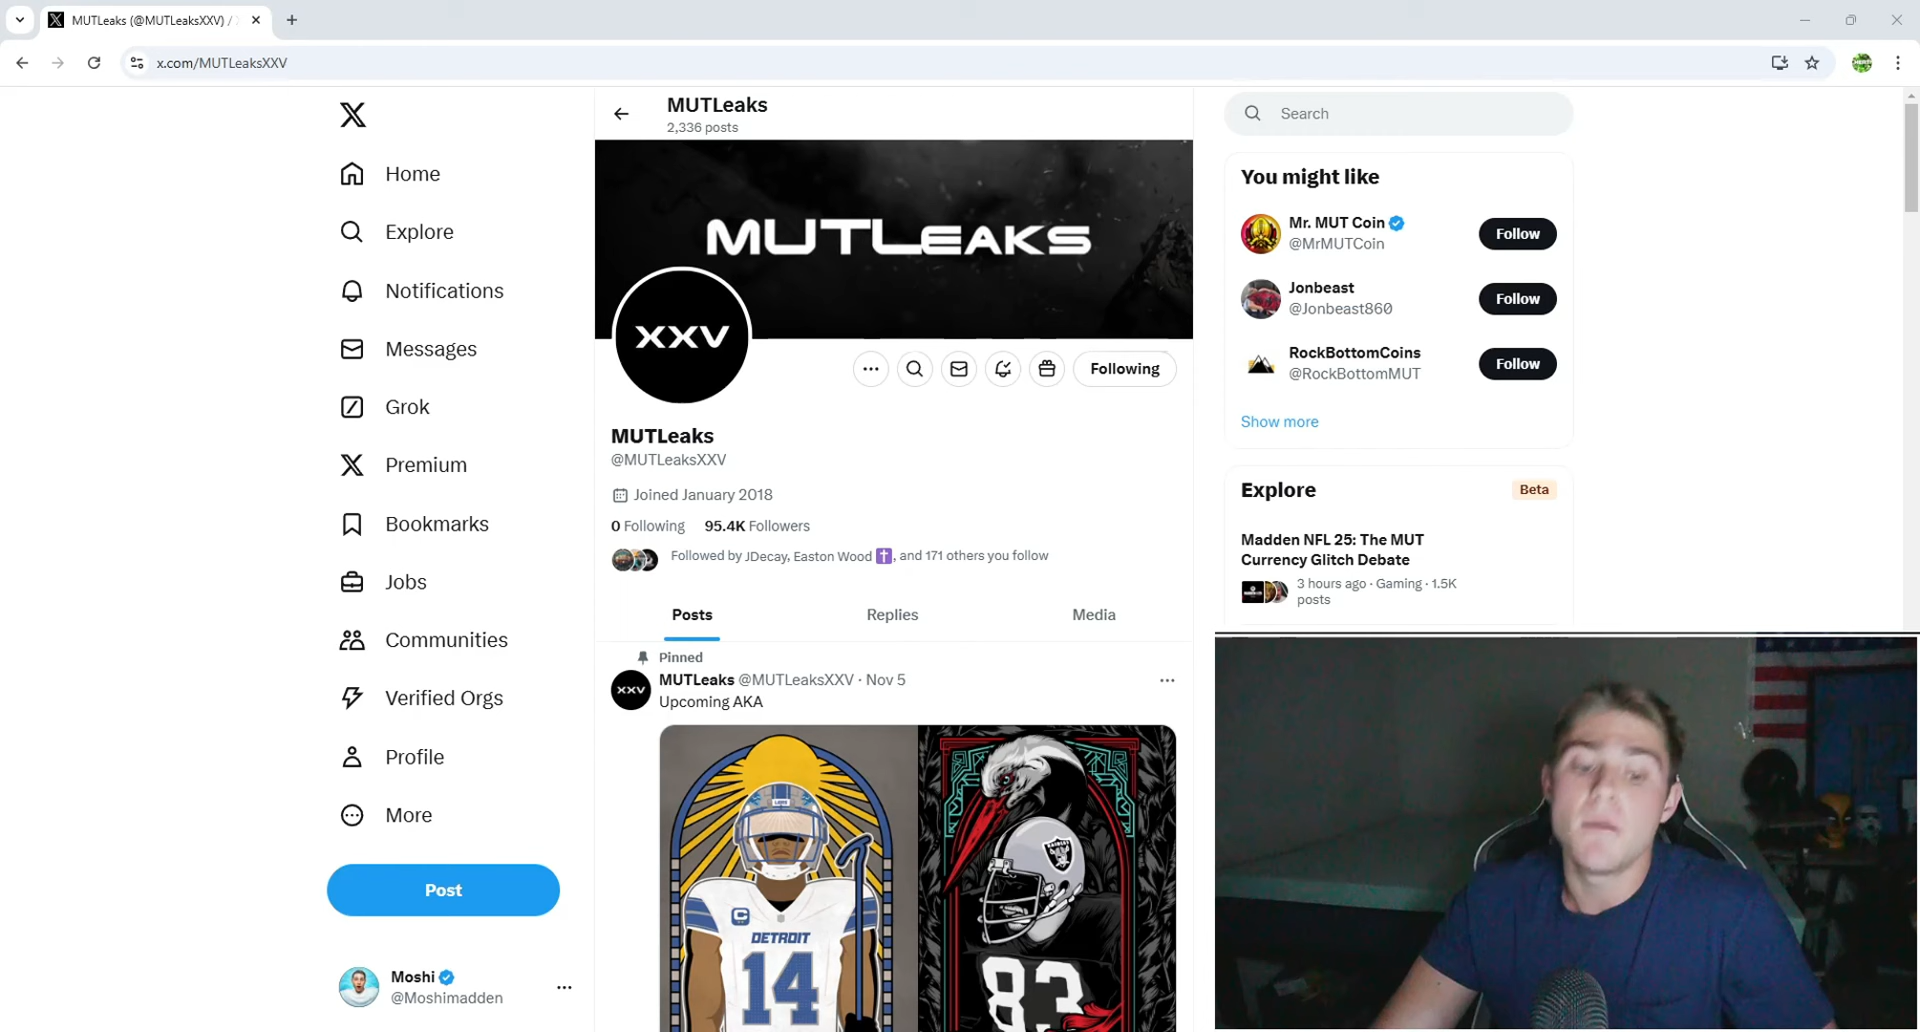 MUTLeaks (@MUTLeaksXXV) /
x.com/MUTLeaksXXV
Home
Explore
Notifications
Messages
Grok
Premium
Bookmarks
Jobs
Communities
Verified Orgs
Profile
More
Post
Moshi
@Moshimadden
MUTLeaks
2,336 posts
MUTLEAKS
XXV
Following
MUTLeaks
@MUTLeaksXXV
Joined January 2018
0 Following 95.4K Followers
Followed by JDecay, Easton Wood ✝, and 171 others you follow
Posts Replies Media
Pinned
XXV
MUTLeaks @MUTLeaksXXV · Nov 5
Upcoming AKA
LIONS
C
DETROIT
14
RAIDERS
83
Search
You might like
Mr. MUT Coin
@MrMUTCoin
Follow
Jonbeast
@Jonbeast860
Follow
RockBottomCoins
@RockBottomMUT
Follow
Show more
Explore
Beta
Madden NFL 25: The MUT
Currency Glitch Debate
3 hours ago · Gaming · 1.5K
posts